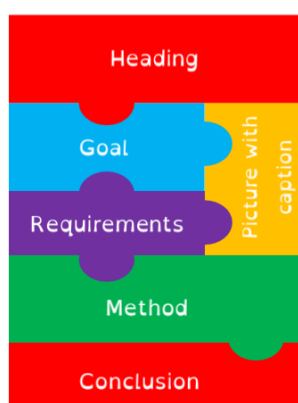 Heading
Goal
Picture with
caption
Requirements
Method
Conclusion